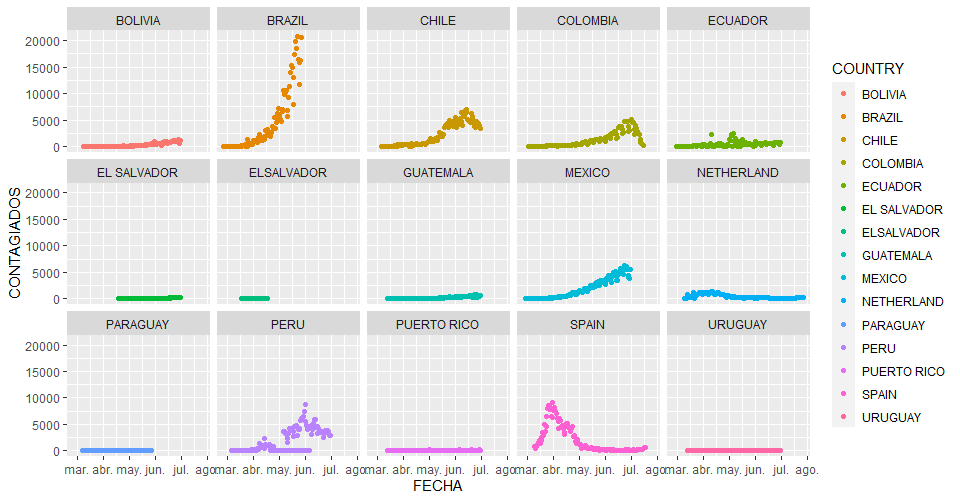 BOLIVIA BRAZIL CHILE COLOMBIA ECUADOR
20000
15000
10000
5000
0
EL SALVADOR ELSALVADOR GUATEMALA MEXICO NETHERLAND
20000
15000
10000
5000
0
PARAGUAY PERU PUERTO RICO SPAIN URUGUAY
20000
15000
10000
5000
0
mar. abr. may. jun. jul. ago. mar. abr. may. jun. jul. ago. mar. abr. may. jun. jul. ago. mar. abr. may. jun. jul. ago. mar. abr. may. jun. jul. ago.
FECHA
CONTAGIADOS
COUNTRY
BOLIVIA
BRAZIL
CHILE
COLOMBIA
ECUADOR
EL SALVADOR
ELSALVADOR
GUATEMALA
MEXICO
NETHERLAND
PARAGUAY
PERU
PUERTO RICO
SPAIN
URUGUAY